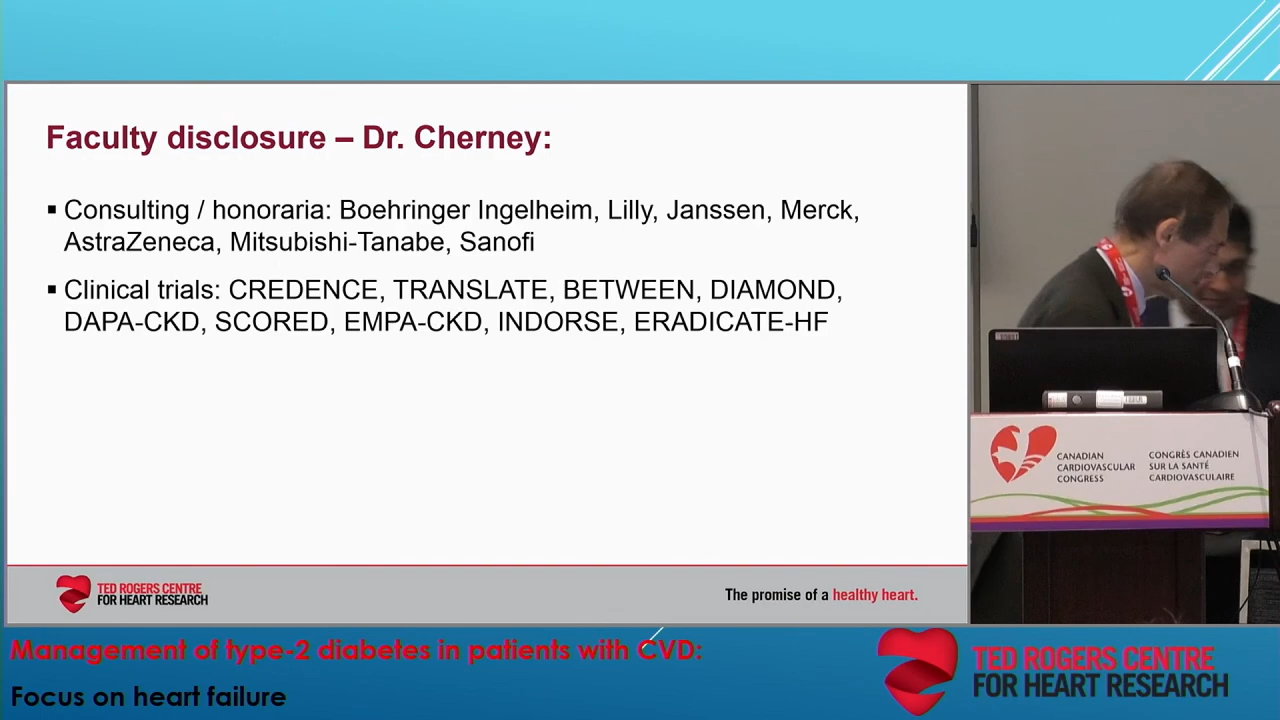 Faculty disclosure – Dr. Cherney:
▪ Consulting / honoraria: Boehringer Ingelheim, Lilly, Janssen, Merck,
AstraZeneca, Mitsubishi-Tanabe, Sanofi
▪ Clinical trials: CREDENCE, TRANSLATE, BETWEEN, DIAMOND,
DAPA-CKD, SCORED, EMPA-CKD, INDORSE, ERADICATE-HF
TED ROGERS CENTRE
FOR HEART RESEARCH
The promise of a healthy heart.
CANADIAN
CARDIOVASCULAR
CONGRESS
CONGRÈS CANADIEN
SUR LA SANTÉ
CARDIOVASCULAIRE
Management of type-2 diabetes in patients with CVD:
Focus on heart failure
TED ROGERS CENTRE
FOR HEART RESEARCH